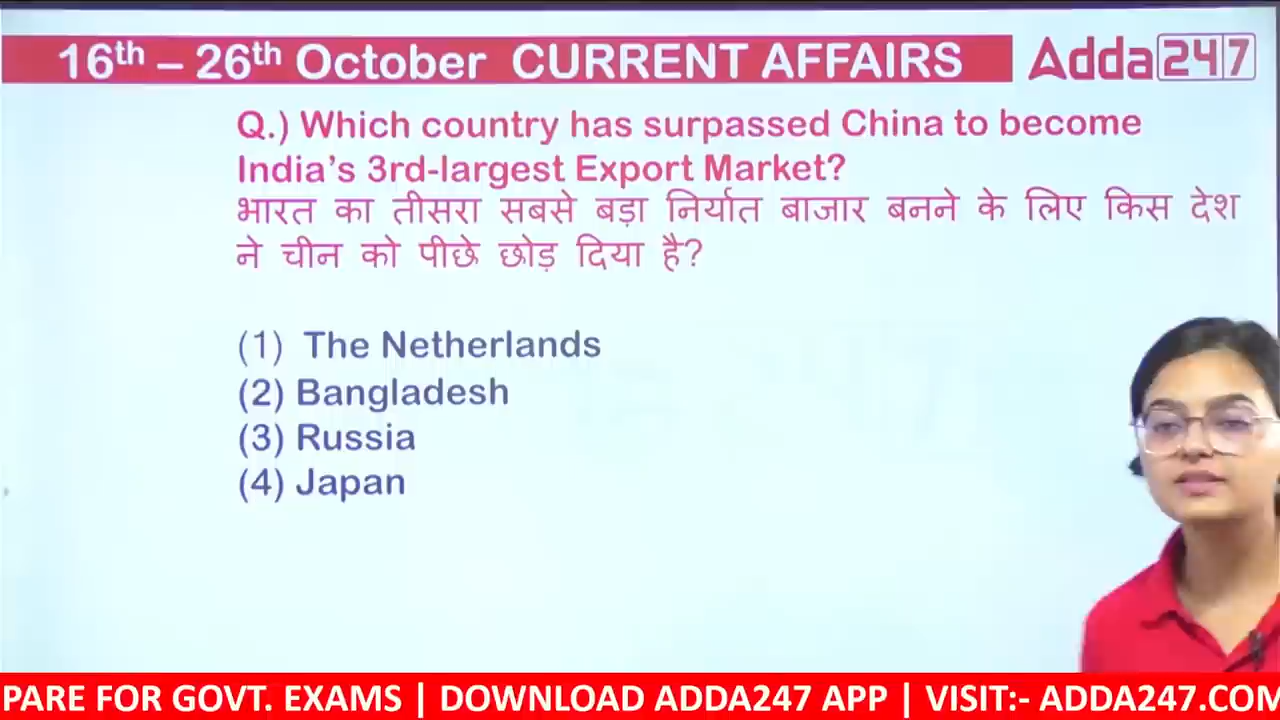 16th – 26th October CURRENT AFFAIRS
Adda247
Q.) Which country has surpassed China to become
India’s 3rd-largest Export Market?
भारत का तीसरा सबसे बड़ा निर्यात बाजार बनने के लिए किस देश
ने चीन को पीछे छोड़ दिया है?
(1) The Netherlands
(2) Bangladesh
(3) Russia
(4) Japan
PARE FOR GOVT. EXAMS | DOWNLOAD ADDA247 APP | VISIT:- ADDA247.COM